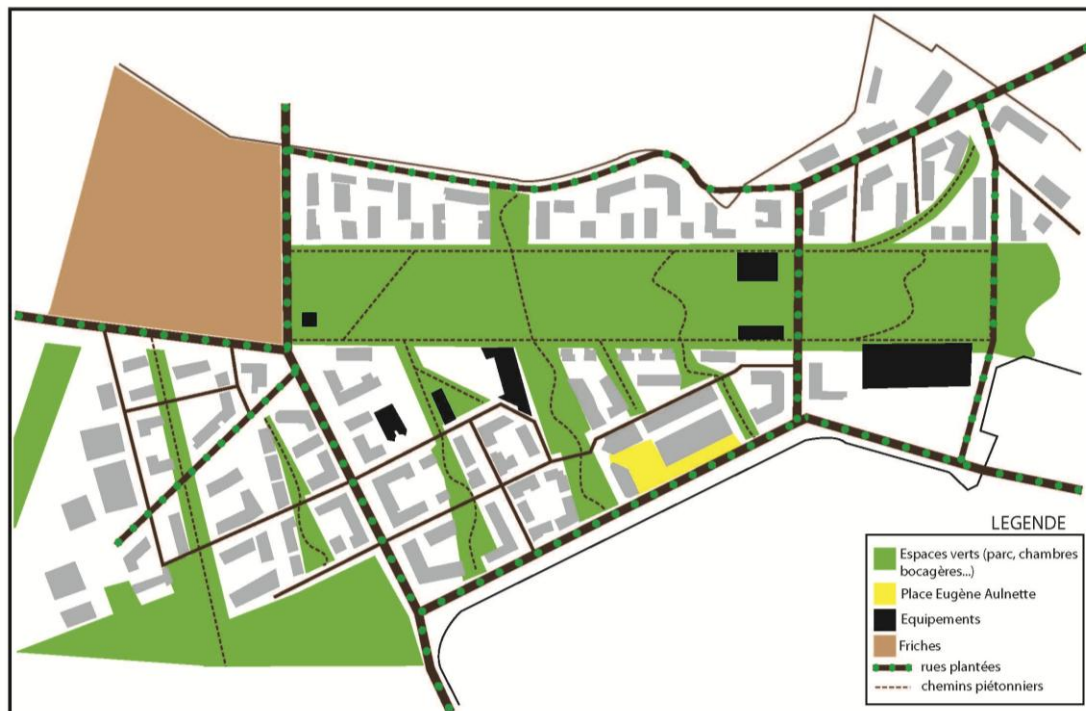 LEGENDE
Espaces verts (parc, chambres
bocagères...)
Place Eugène Aulnette
Equipements
Friches
rues plantées
chemins piétonniers